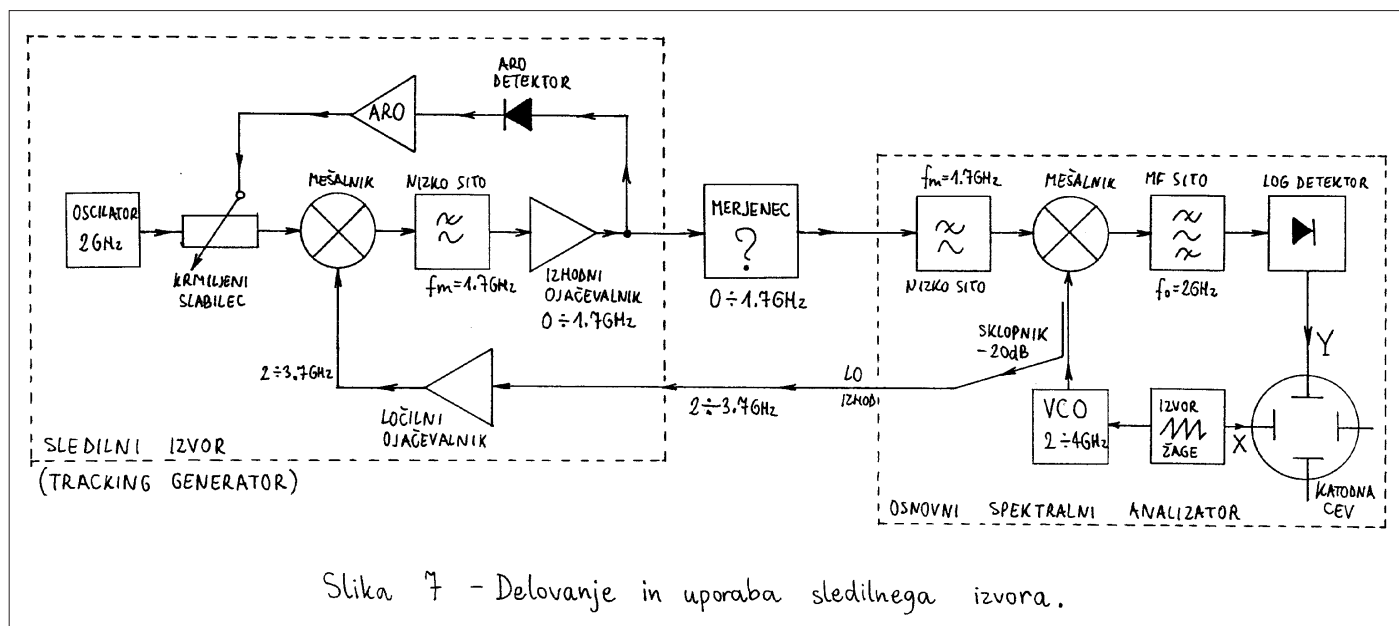 ARO
DETEKTOR
ARO
OSCILATOR
2GHz
KRMILJENI
SLABILEC
MEŠALNIK
NIZKO SITO
fm=1.7GHz
IZHODNI
OJAČEVALNIK
0÷1.7GHz
MERJENEC
?
0÷1.7GHz
fm=1.7GHz
NIZKO SITO
MEŠALNIK
MF SITO
fo=2GHz
LOG DETEKTOR
SKLOPNIK
-20dB
Y
2÷3.7GHz
LOČILNI
OJAČEVALNIK
2÷3.7GHz
LO
IZHOD
VCO
2÷4GHz
IZVOR
ŽAGE
X
KATODNA
CEV
SLEDILNI IZVOR
(TRACKING GENERATOR)
OSNOVNI SPEKTRALNI ANALIZATOR
Slika 7 - Delovanje in uporaba sledilnega izvora.